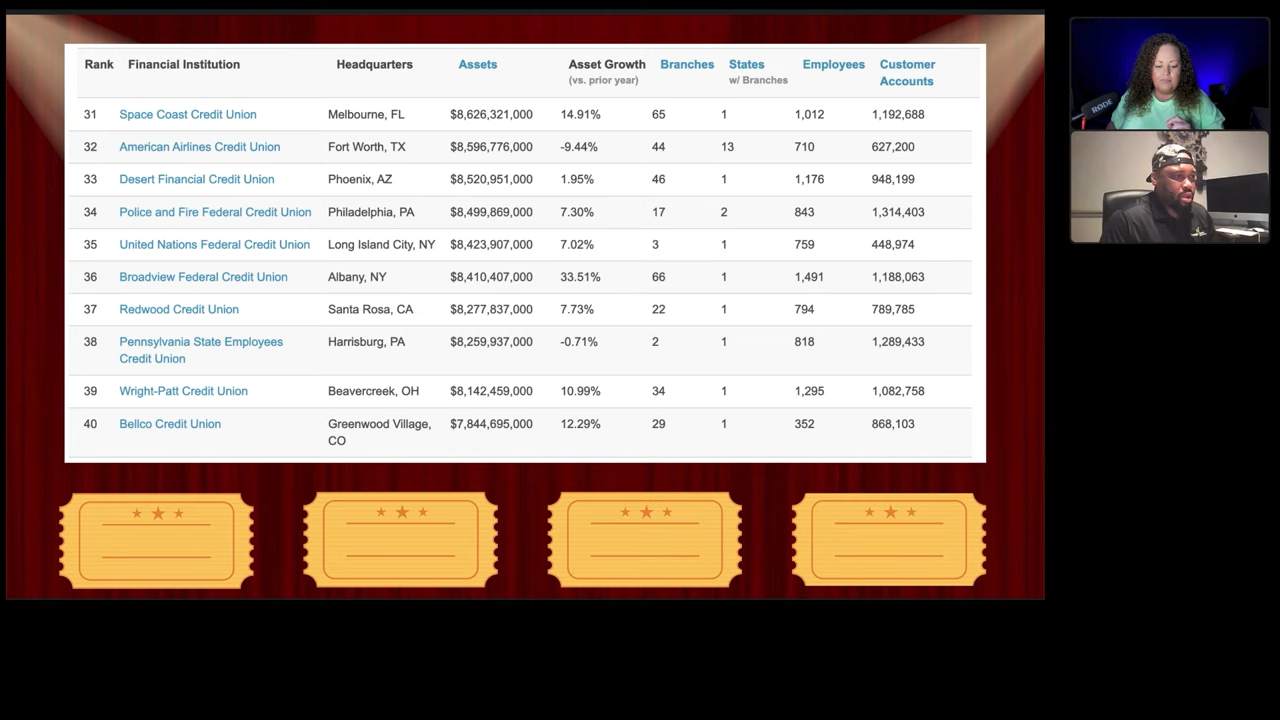 Rank Financial Institution Headquarters Assets Asset Growth Branches States Employees Customer
(vs. prior year) w/ Branches Accounts
31 Space Coast Credit Union Melbourne, FL $8,626,321,000 14.91% 65 1 1,012 1,192,688
32 American Airlines Credit Union Fort Worth, TX $8,596,776,000 -9.44% 44 13 710 627,200
33 Desert Financial Credit Union Phoenix, AZ $8,520,951,000 1.95% 46 1 1,176 948,199
34 Police and Fire Federal Credit Union Philadelphia, PA $8,499,869,000 7.30% 17 2 843 1,314,403
35 United Nations Federal Credit Union Long Island City, NY $8,423,907,000 7.02% 3 1 759 448,974
36 Broadview Federal Credit Union Albany, NY $8,410,407,000 33.51% 66 1 1,491 1,188,063
37 Redwood Credit Union Santa Rosa, CA $8,277,837,000 7.73% 22 1 794 789,785
38 Pennsylvania State Employees Harrisburg, PA $8,259,937,000 -0.71% 2 1 818 1,289,433
Credit Union
39 Wright-Patt Credit Union Beavercreek, OH $8,142,459,000 10.99% 34 1 1,295 1,082,758
40 Bellco Credit Union Greenwood Village, $7,844,695,000 12.29% 29 1 352 868,103
CO
RODE